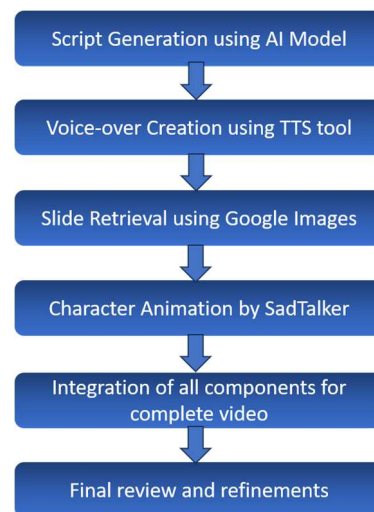 Script Generation using AI Model
Voice-over Creation using TTS tool
Slide Retrieval using Google Images
Character Animation by SadTalker
Integration of all components for
complete video
Final review and refinements